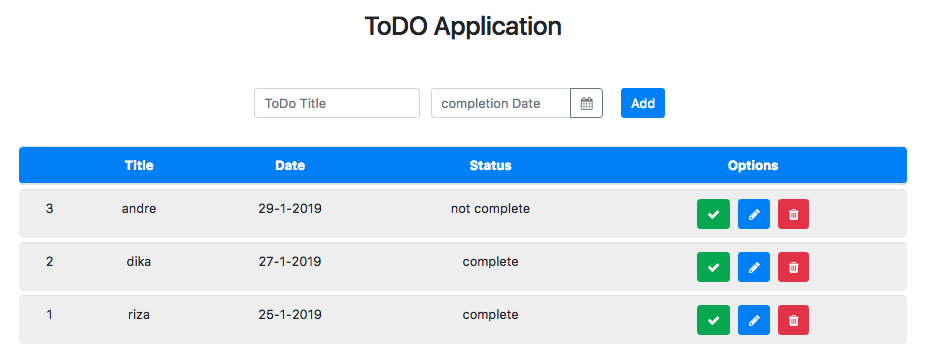 ToDO Application
ToDo Title completion Date Add
Title Date Status Options
3 andre 29-1-2019 not complete
2 dika 27-1-2019 complete
1 riza 25-1-2019 complete